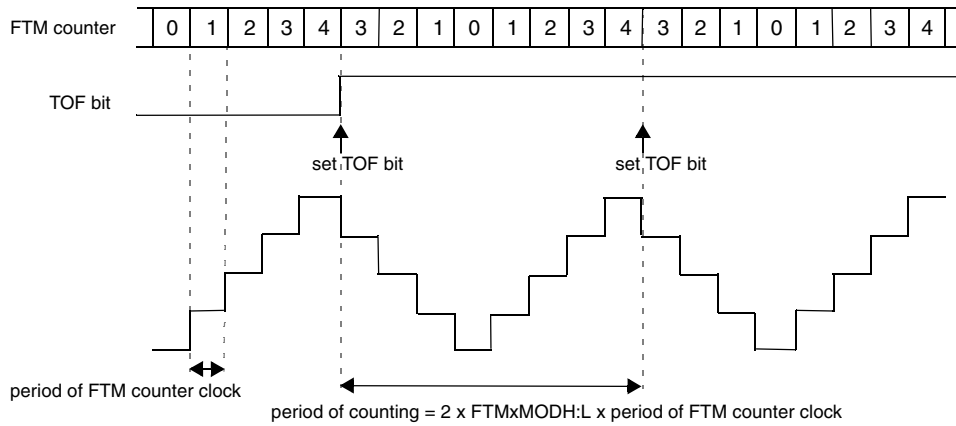 FTM counter 0 1 2 3 4 3 2 1 0 1 2 3 4 3 2 1 0 1 2 3 4
TOF bit
set TOF bit set TOF bit
period of FTM counter clock
period of counting = 2 x FTMxMODH:L x period of FTM counter clock